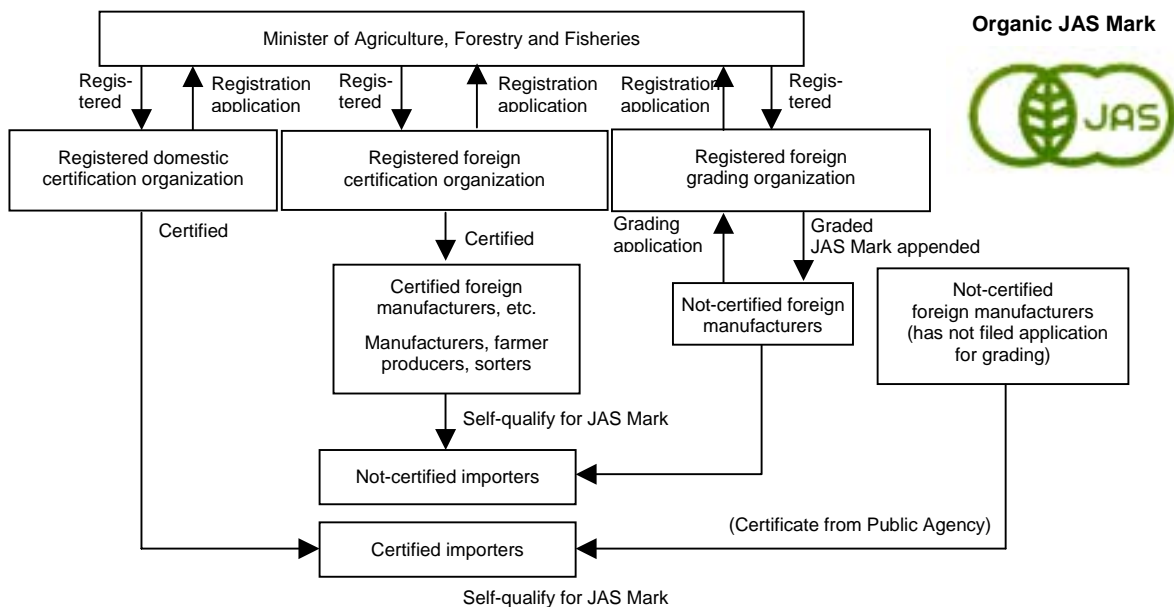 Organic JAS Mark
Minister of Agriculture, Forestry and Fisheries
JAS
Regis-
tered
Registration
application
Regis-
tered
Registration
application
Registration
application
Regis-
tered
Registered domestic
certification organization
Registered foreign
certification organization
Registered foreign
grading organization
Certified
Certified
Grading
application
Graded
JAS Mark appended
Certified foreign
manufacturers, etc.
Manufacturers, farmer
producers, sorters
Not-certified foreign
manufacturers
Not-certified
foreign manufacturers
(has not filed application
for grading)
Self-qualify for JAS Mark
Not-certified importers
(Certificate from Public Agency)
Certified importers
Self-qualify for JAS Mark